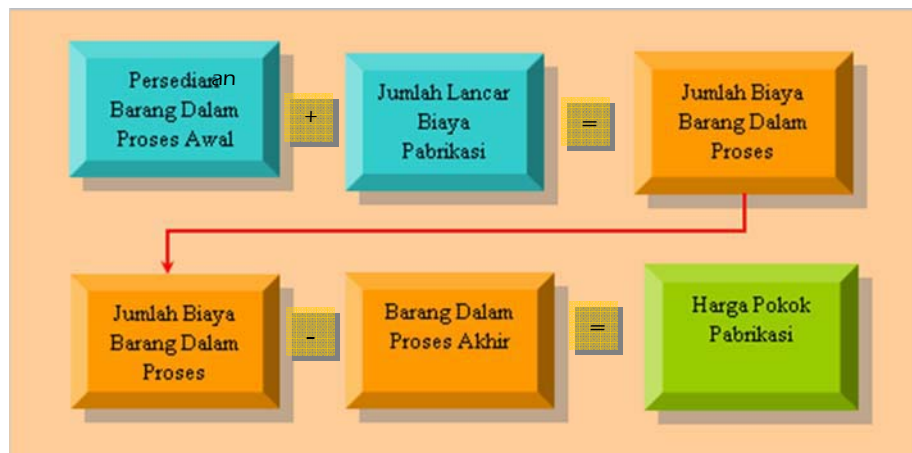 Persediaan
Barang Dalam
Proses Awal
+
Jumlah Lancar
Biaya
Pabrikasi
=
Jumlah Biaya
Barang Dalam
Proses
Jumlah Biaya
Barang Dalam
Proses
-
Barang Dalam
Proses Akhir
=
Harga Pokok
Pabrikasi